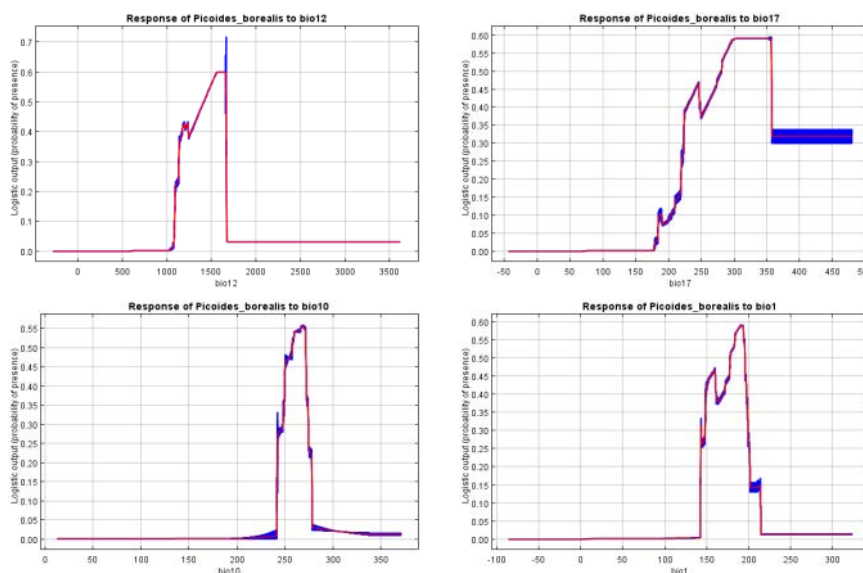 Response of Picoides_borealis to bio12
Logistic output (probability of presence)
0.7
0.6
0.5
0.4
0.3
0.2
0.1
0.0
0 500 1000 1500 2000 2500 3000 3500
bio12
Response of Picoides_borealis to bio17
Logistic output (probability of presence)
0.60
0.55
0.50
0.45
0.40
0.35
0.30
0.25
0.20
0.15
0.10
0.05
0.00
-50 0 50 100 150 200 250 300 350 400 450
bio17
Response of Picoides_borealis to bio10
Logistic output (probability of presence)
0.55
0.50
0.45
0.40
0.35
0.30
0.25
0.20
0.15
0.10
0.05
0.00
50 100 150 200 250 300 350
bio10
Response of Picoides_borealis to bio1
Logistic output (probability of presence)
0.60
0.55
0.50
0.45
0.40
0.35
0.30
0.25
0.20
0.15
0.10
0.05
0.00
-100 -50 0 50 100 150 200 250 300
bio1